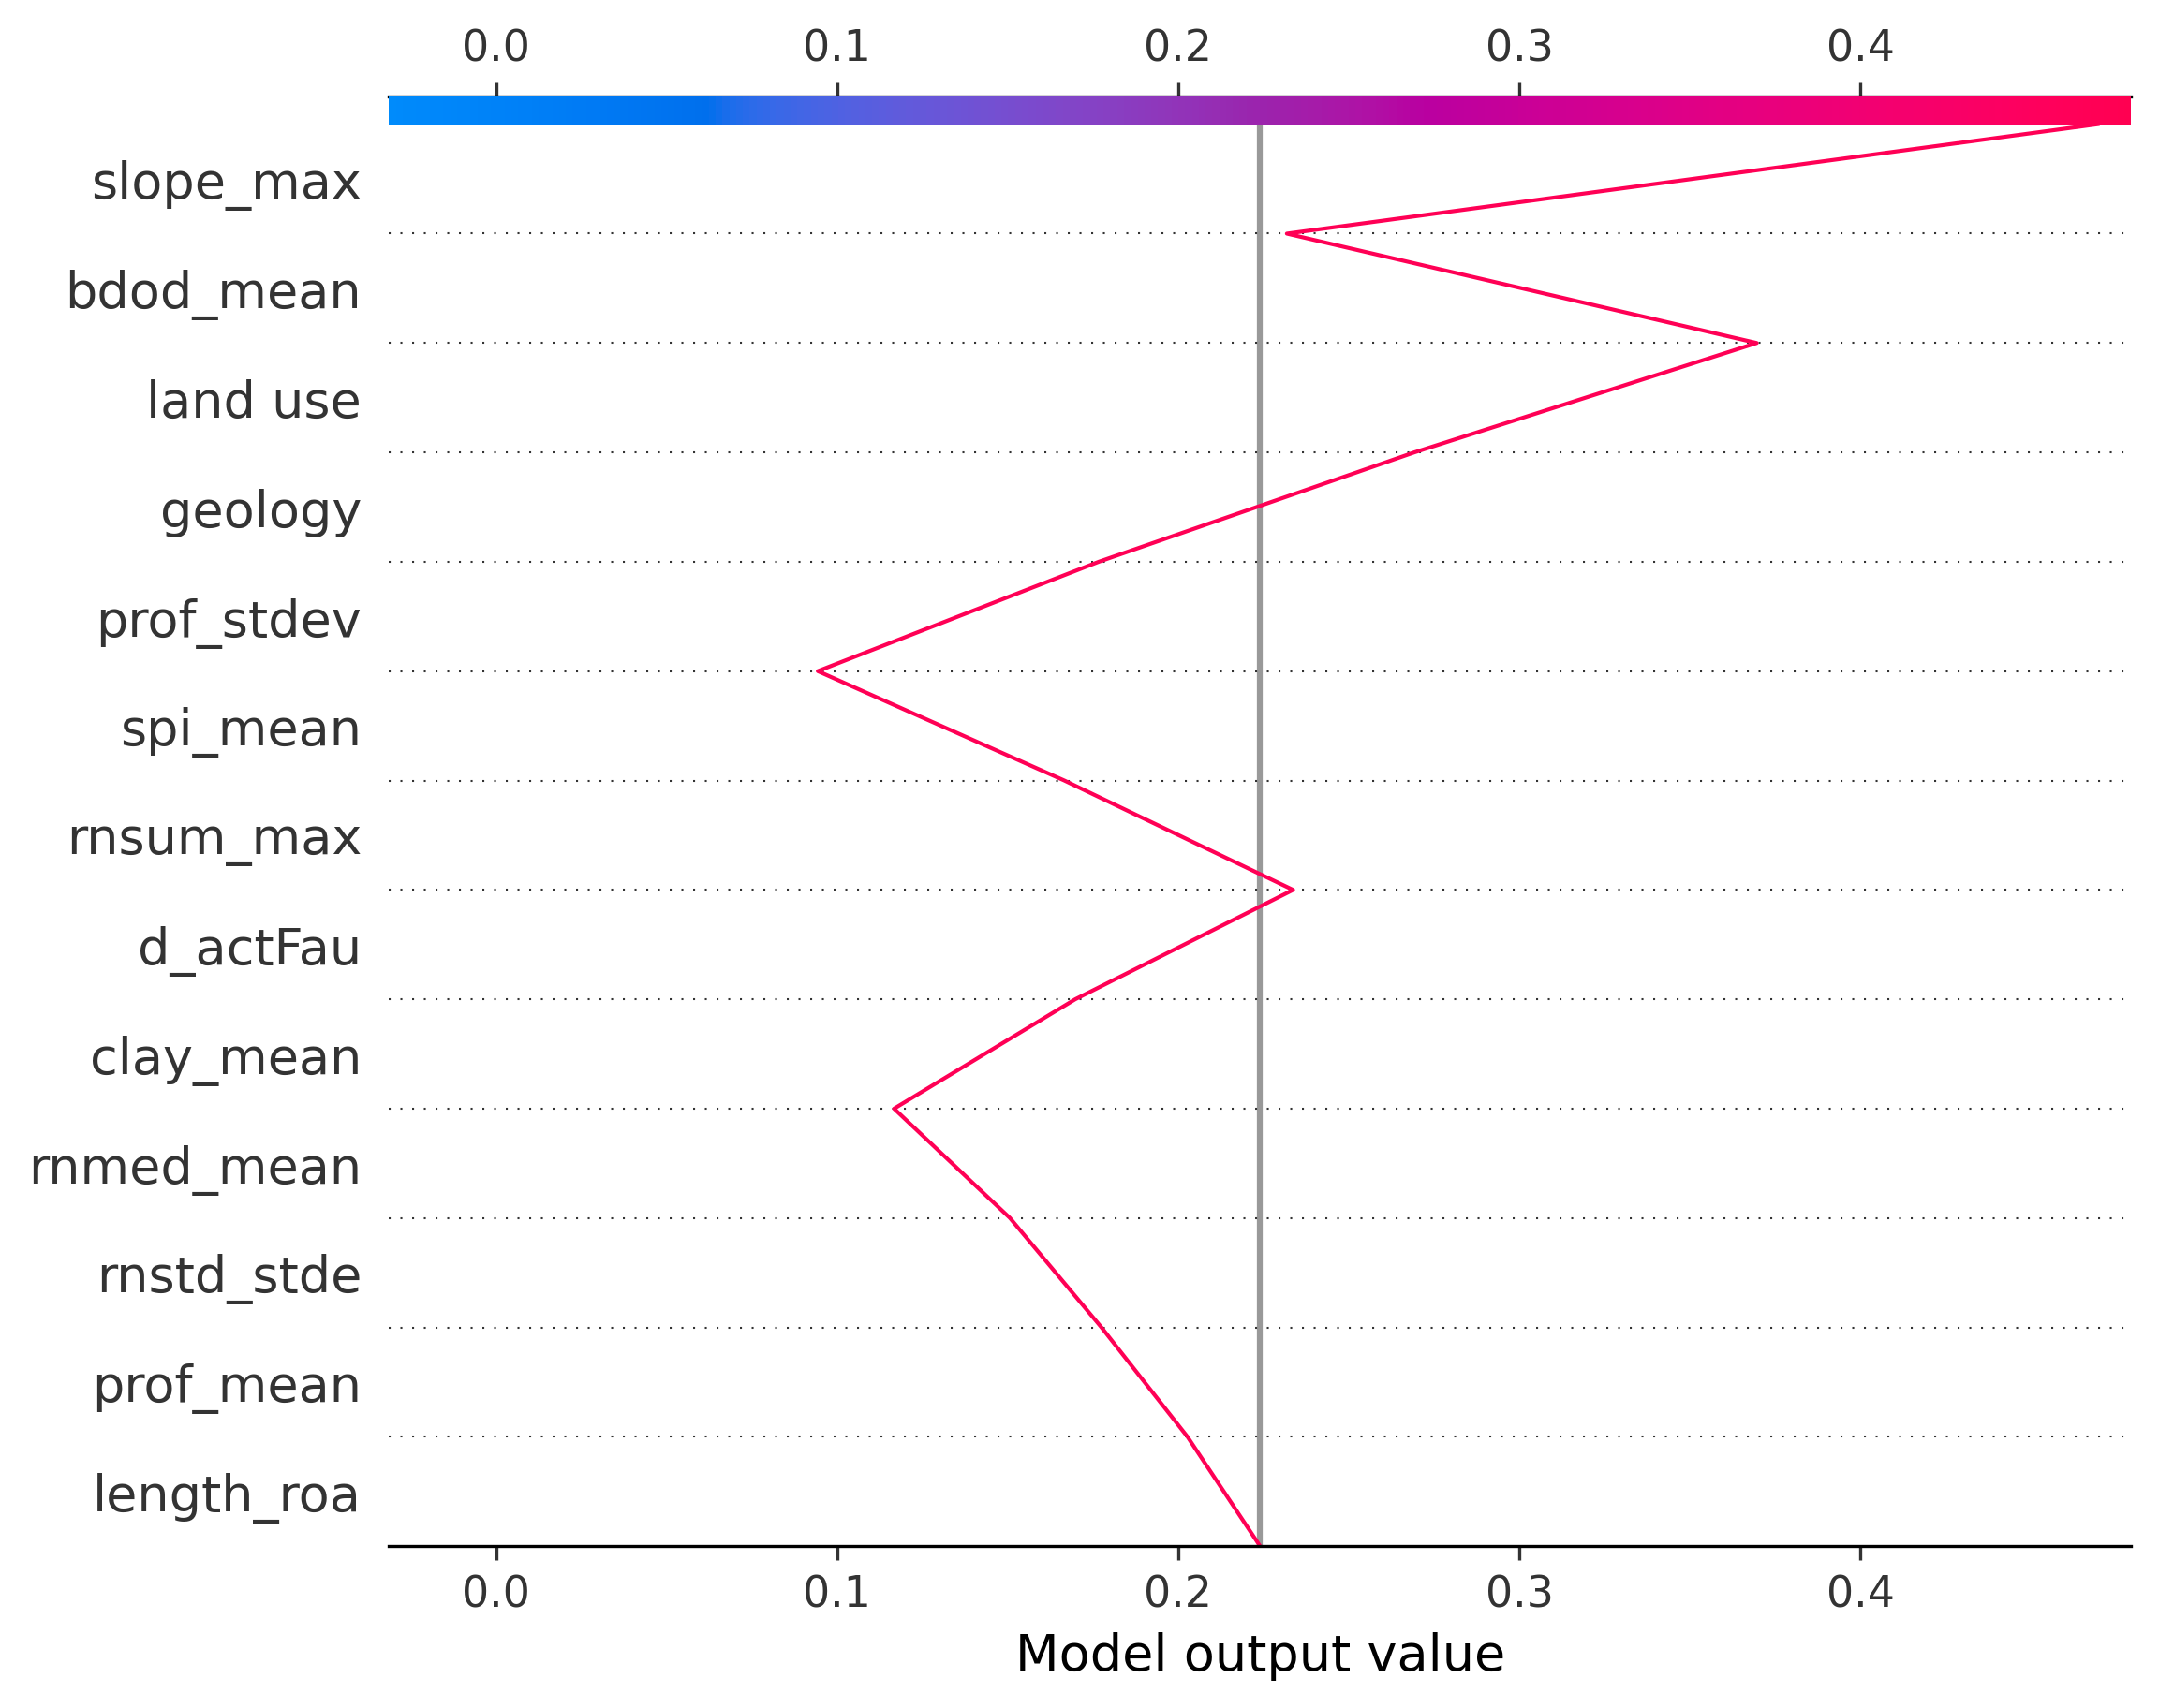 0.0 0.1 0.2 0.3 0.4
slope_max
bdod_mean
land use
geology
prof_stdev
spi_mean
rnsum_max
d_actFau
clay_mean
rnmed_mean
rnstd_stde
prof_mean
length_roa
0.0 0.1 0.2 0.3 0.4
Model output value